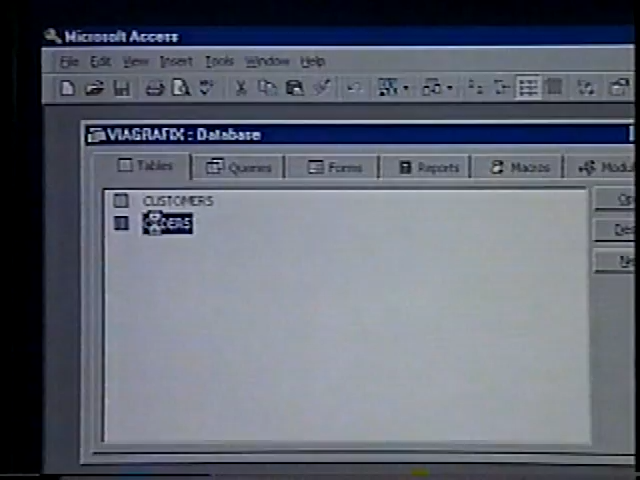 Microsoft Access
File Edit View Insert Tools Window Help
VIAGRAFIX : Database
Tables Queries Forms Reports Macros
CUSTOMERS